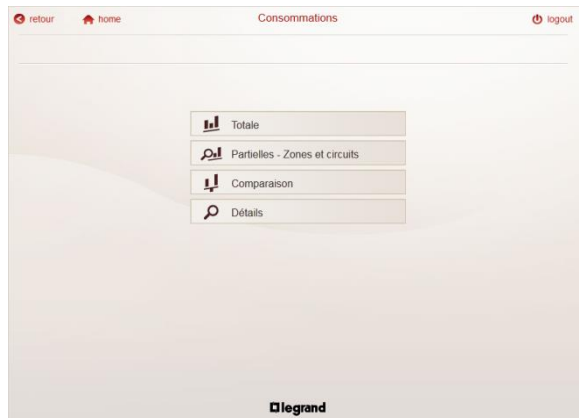 retour home Consommations logout
Totale
Partielles - Zones et circuits
Comparaison
Détails
legrand